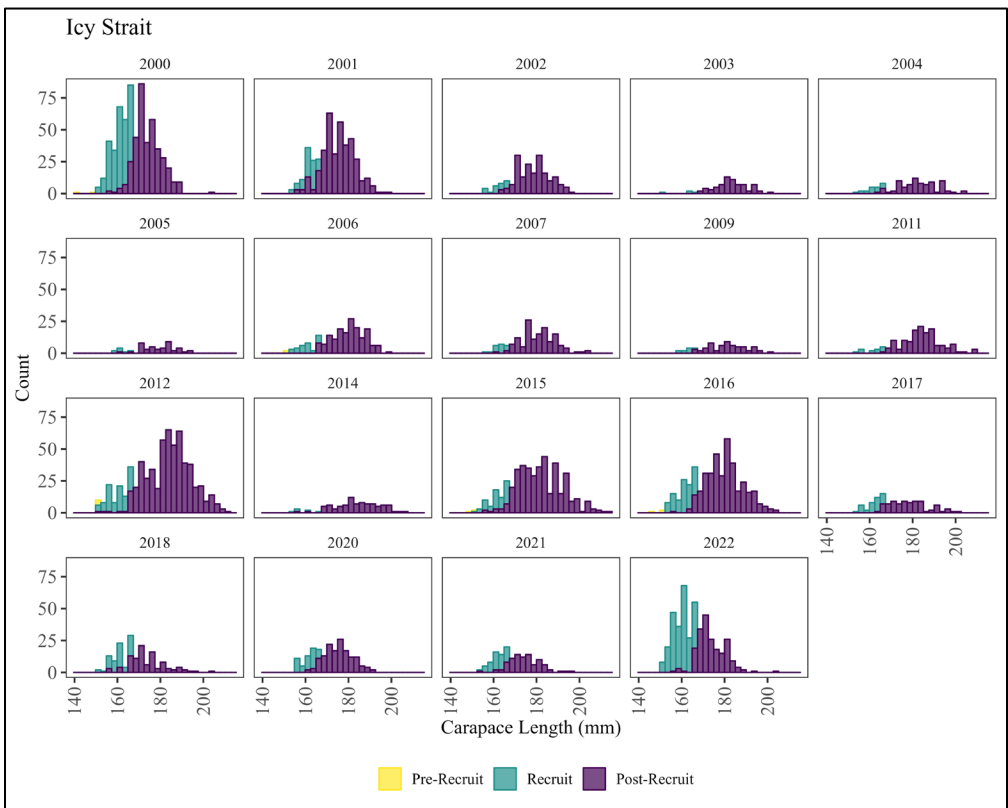 Icy Strait
2000 2001 2002 2003 2004
75
50
25
0
2005 2006 2007 2009 2011
75
50
25
0
Count
2012 2014 2015 2016 2017
75
50
25
0
140 160 180 200
2018 2020 2021 2022
75
50
25
0
140 160 180 200 140 160 180 200 140 160 180 200 140 160 180 200
Carapace Length (mm)
Pre-Recruit Recruit Post-Recruit